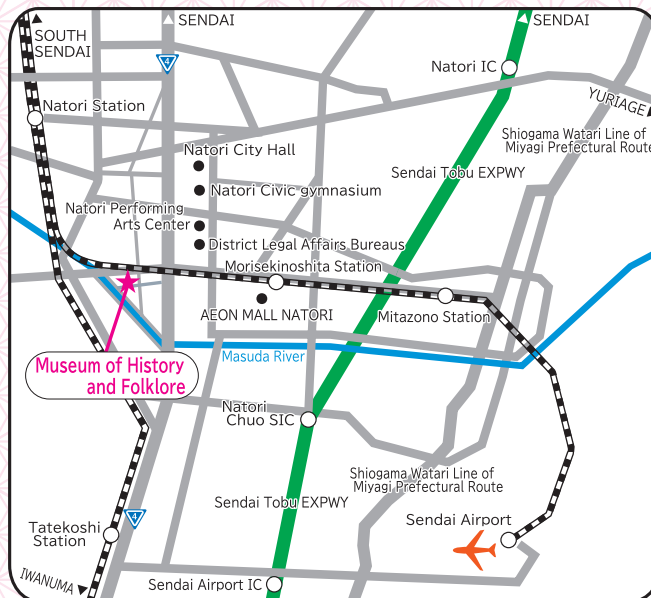 SOUTH
SENDAI
SENDAI
SENDAI
4
Natori IC
Natori Station
YURIAGE
Shiogama Watari Line of
Miyagi Prefectural Route
Natori City Hall
Sendai Tobu EXPWY
Natori Civic gymnasium
Natori Performing
Arts Center
District Legal Affairs Bureaus
Morisekinoshita Station
AEON MALL NATORI
Mitazono Station
Masuda River
Museum of History
and Folklore
Natori
Chuo SIC
Shiogama Watari Line of
Miyagi Prefectural Route
Sendai Tobu EXPWY
4
Sendai Airport
Tatekoshi
Station
IWANUMA
Sendai Airport IC